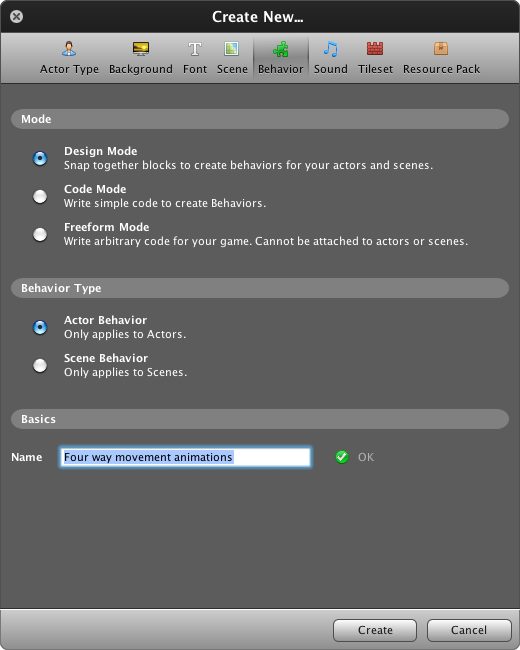 Create New...
Actor Type Background Font Scene Behavior Sound Tileset Resource Pack
Mode
Design Mode
Snap together blocks to create behaviors for your actors and scenes.
Code Mode
Write simple code to create Behaviors.
Freeform Mode
Write arbitrary code for your game. Cannot be attached to actors or scenes.
Behavior Type
Actor Behavior
Only applies to Actors.
Scene Behavior
Only applies to Scenes.
Basics
Name Four way movement animations OK
Create Cancel